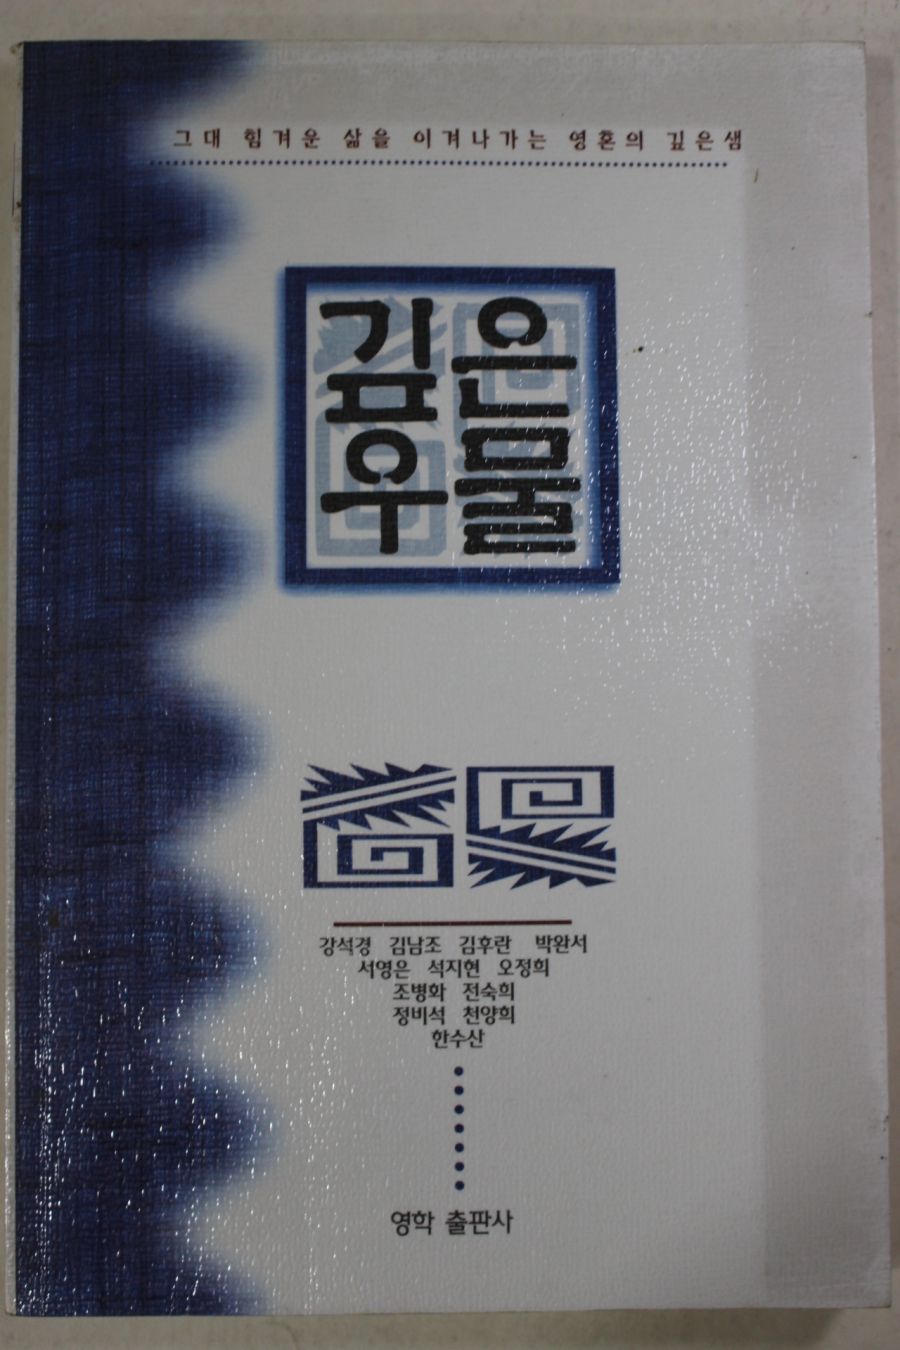 그대 힘겨운 삶을 이겨나가는 영혼의 깊은샘
깊은
우물
강석경 김남조 김후란 박완서
서영은 석지현 오정희
조병화 전숙희
정비석 천양희
한수산
영학 출판사